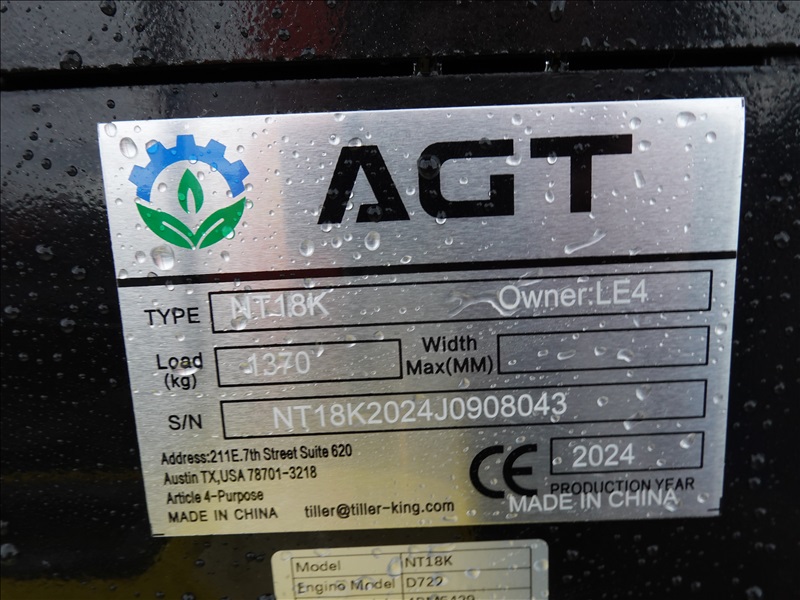 AGT
TYPE NT18K Owner:LE4
Load (kg) 1370 Width Max(MM)
S/N NT18K2024J0908043
Address:211E.7th Street Suite 620
Austin TX,USA 78701-3218
Article 4-Purpose
MADE IN CHINA tiller@tiller-king.com
CE 2024
PRODUCTION YEAR
MADE IN CHINA
Model NT18K
Engine Model D722